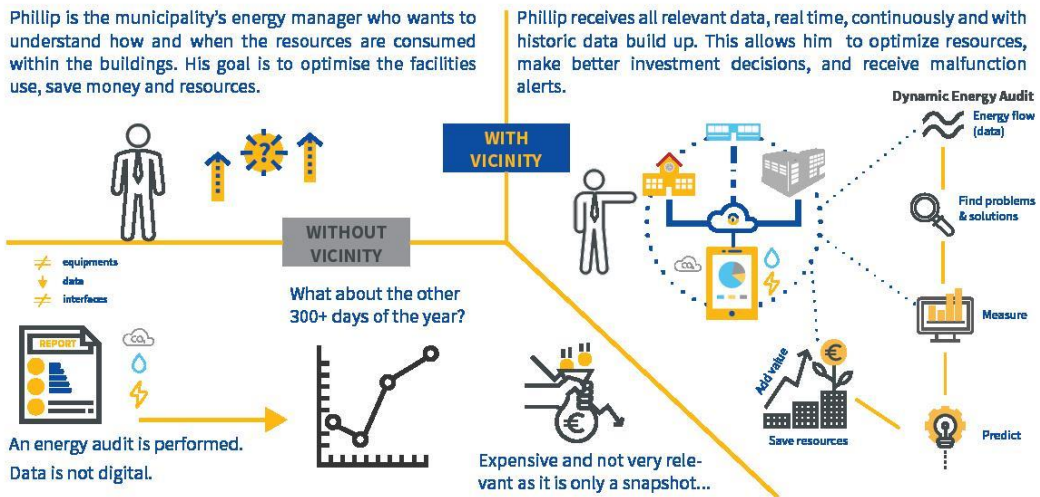 Phillip is the municipality's energy manager who wants to
understand how and when the resources are consumed
within the buildings. His goal is to optimise the facilities
use, save money and resources.
Phillip receives all relevant data, real time, continuously and with
historic data build up. This allows him to optimize resources,
make better investment decisions, and receive malfunction
alerts.
WITH
VICINITY
?
WITHOUT
VICINITY
≠ equipments
data
≠ interfaces
REPORT
CO₂
An energy audit is performed.
Data is not digital.
What about the other
300+ days of the year?
€
Expensive and not very rele-
vant as it is only a snapshot...
CO₂
Dynamic Energy Audit
Energy flow
(data)
Find problems
& solutions
Measure
Predict
Add value
€
Save resources